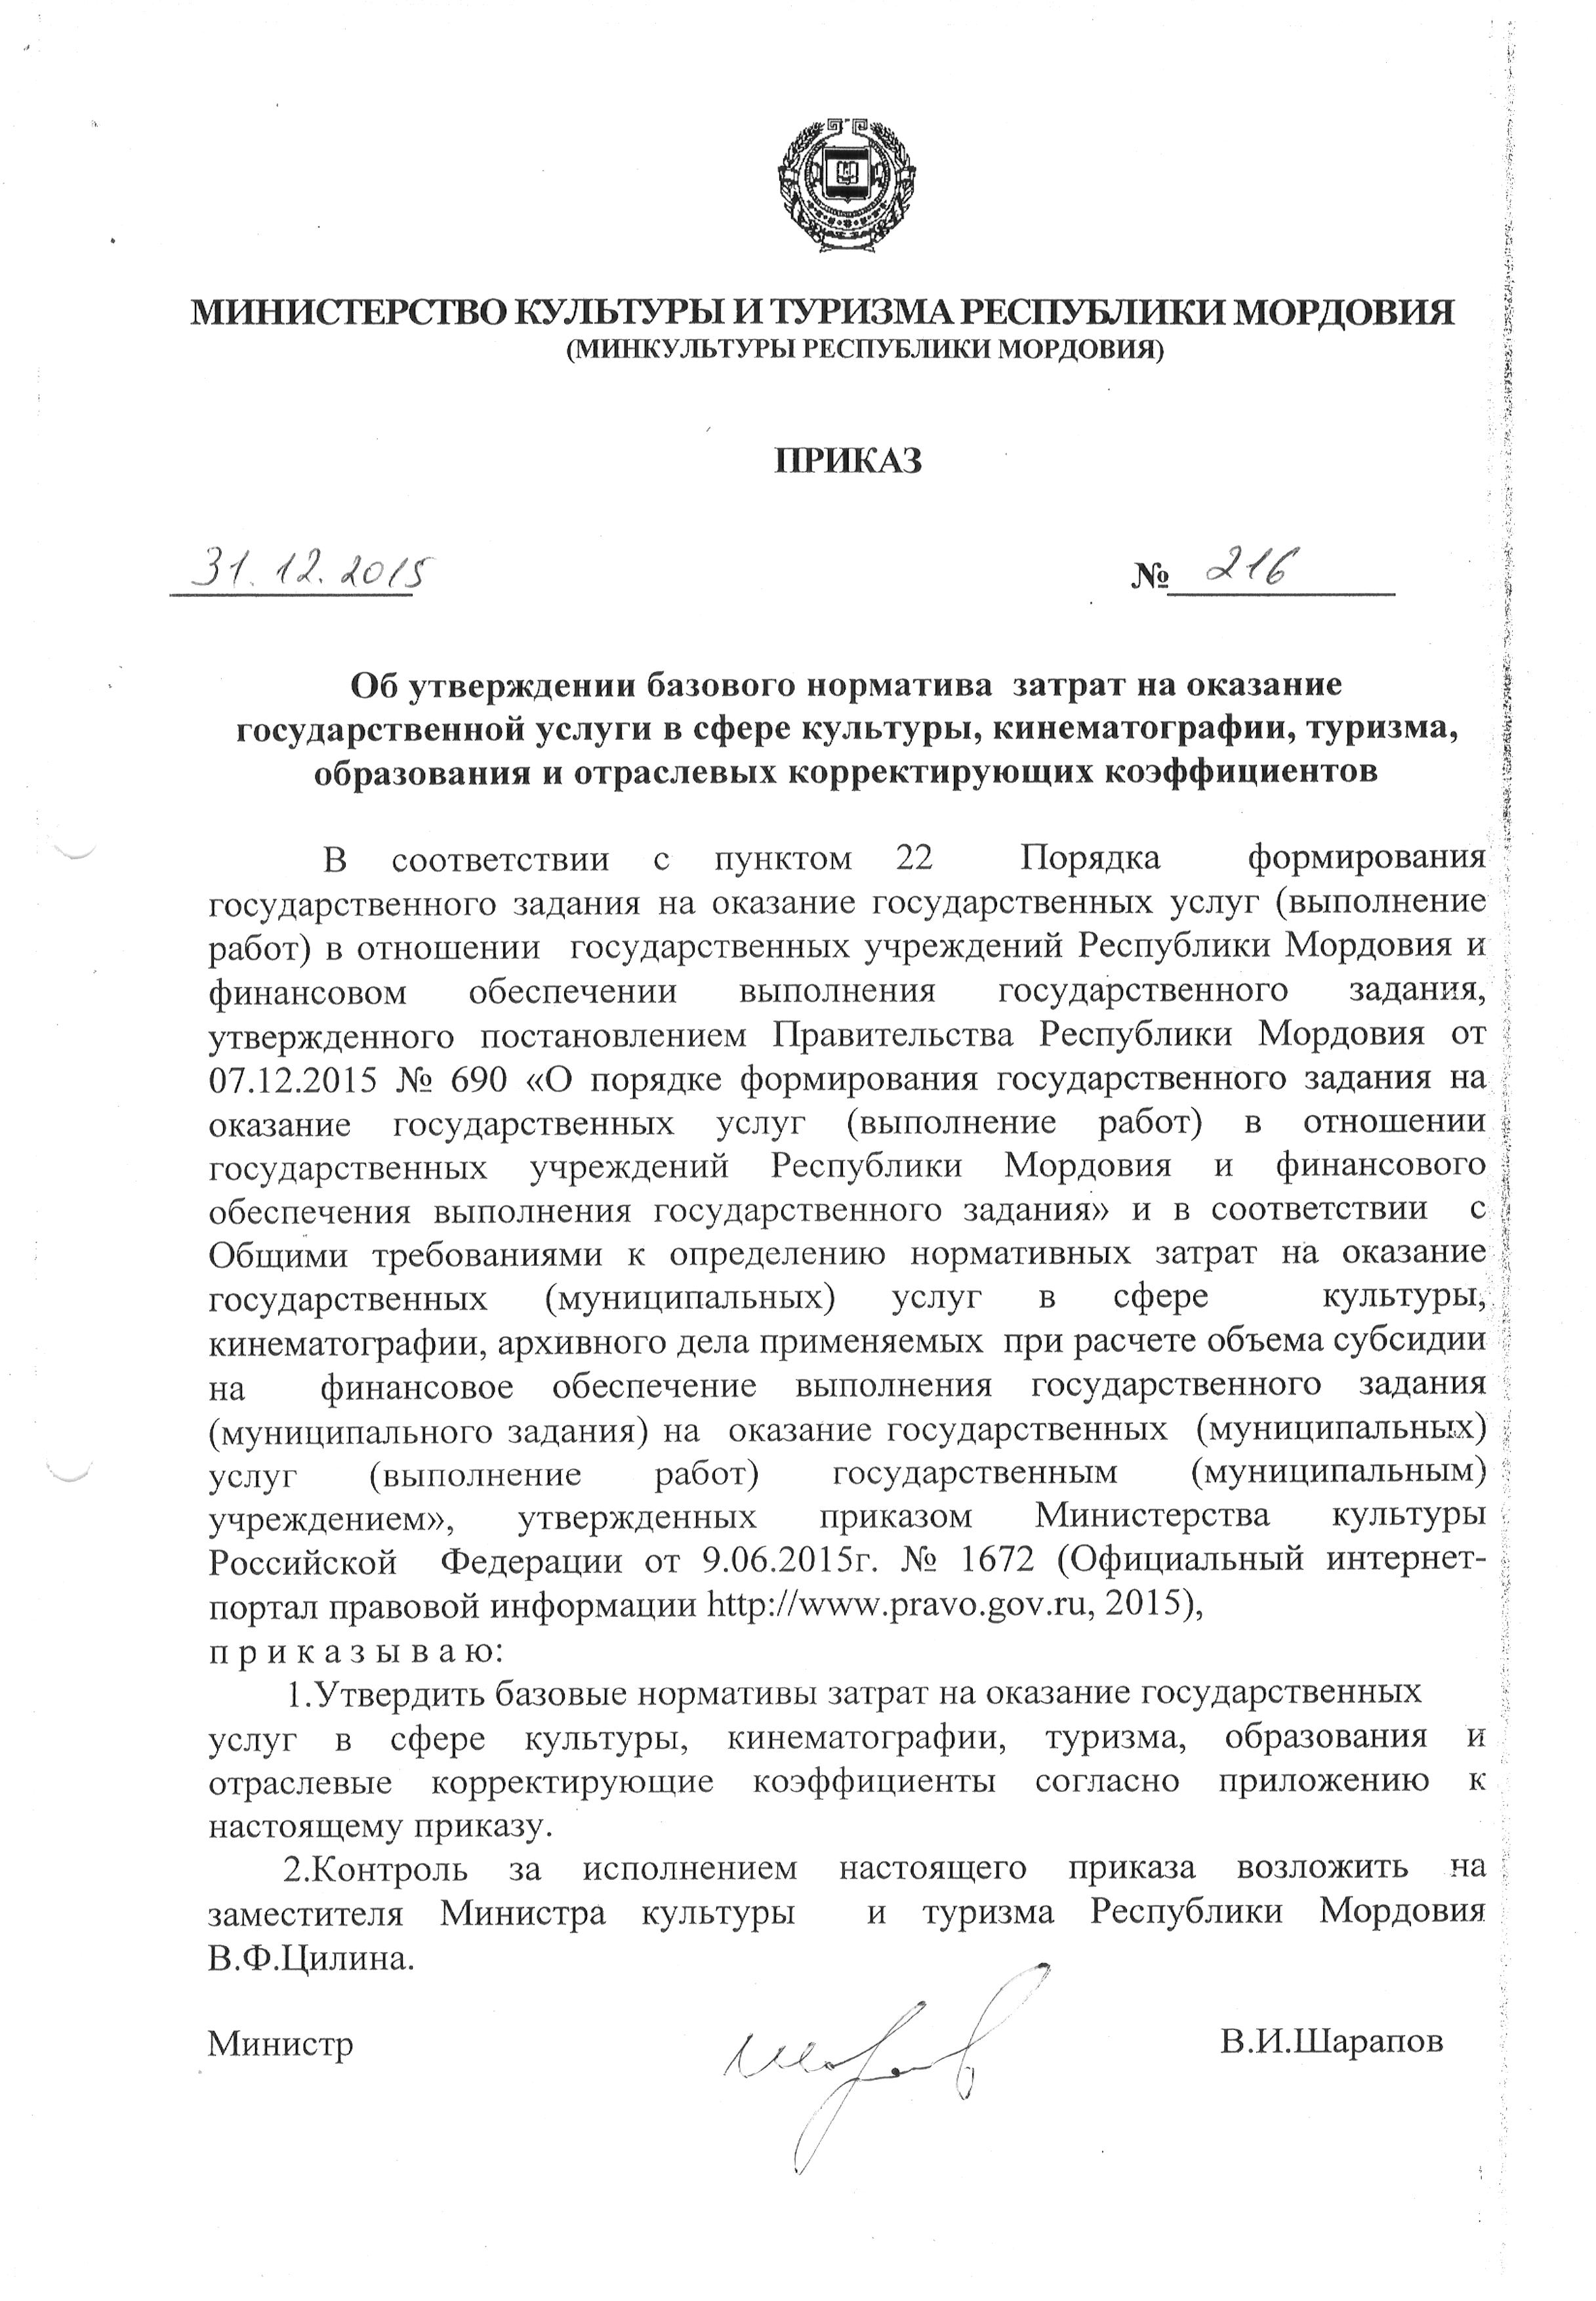 МИНИСТЕРСТВО КУЛЬТУРЫ И ТУРИЗМА РЕСПУБЛИКИ МОРДОВИЯ
(МИНКУЛЬТУРЫ РЕСПУБЛИКИ МОРДОВИЯ)
ПРИКАЗ
31.12.2015 № 216
Об утверждении базового норматива затрат на оказание
государственной услуги в сфере культуры, кинематографии, туризма,
образования и отраслевых корректирующих коэффициентов
В соответствии с пунктом 22 Порядка формирования
государственного задания на оказание государственных услуг (выполнение
работ) в отношении государственных учреждений Республики Мордовия и
финансовом обеспечении выполнения государственного задания,
утвержденного постановлением Правительства Республики Мордовия от
07.12.2015 № 690 «О порядке формирования государственного задания на
оказание государственных услуг (выполнение работ) в отношении
государственных учреждений Республики Мордовия и финансового
обеспечения выполнения государственного задания» и в соответствии с
Общими требованиями к определению нормативных затрат на оказание
государственных (муниципальных) услуг в сфере культуры,
кинематографии, архивного дела применяемых при расчете объема субсидии
на финансовое обеспечение выполнения государственного задания
(муниципального задания) на оказание государственных (муниципальных)
услуг (выполнение работ) государственным (муниципальным)
учреждением», утвержденных приказом Министерства культуры
Российской Федерации от 9.06.2015г. № 1672 (Официальный интернет-
портал правовой информации http://www.pravo.gov.ru, 2015),
п р и к а з ы в а ю:
1.Утвердить базовые нормативы затрат на оказание государственных
услуг в сфере культуры, кинематографии, туризма, образования и
отраслевые корректирующие коэффициенты согласно приложению к
настоящему приказу.
2.Контроль за исполнением настоящего приказа возложить на
заместителя Министра культуры и туризма Республики Мордовия
В.Ф.Цилина.
Министр В.И.Шарапов